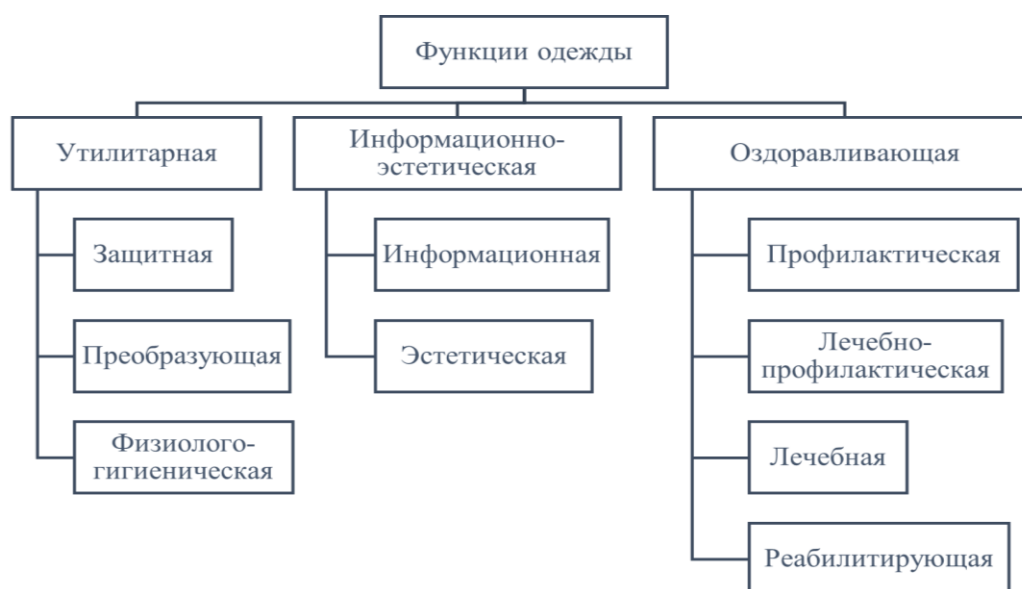 Функции одежды
Утилитарная
Защитная
Преобразующая
Физиолого-
гигиеническая
Информационно-
эстетическая
Информационная
Эстетическая
Оздоравливающая
Профилактическая
Лечебно-
профилактическая
Лечебная
Реабилитирующая